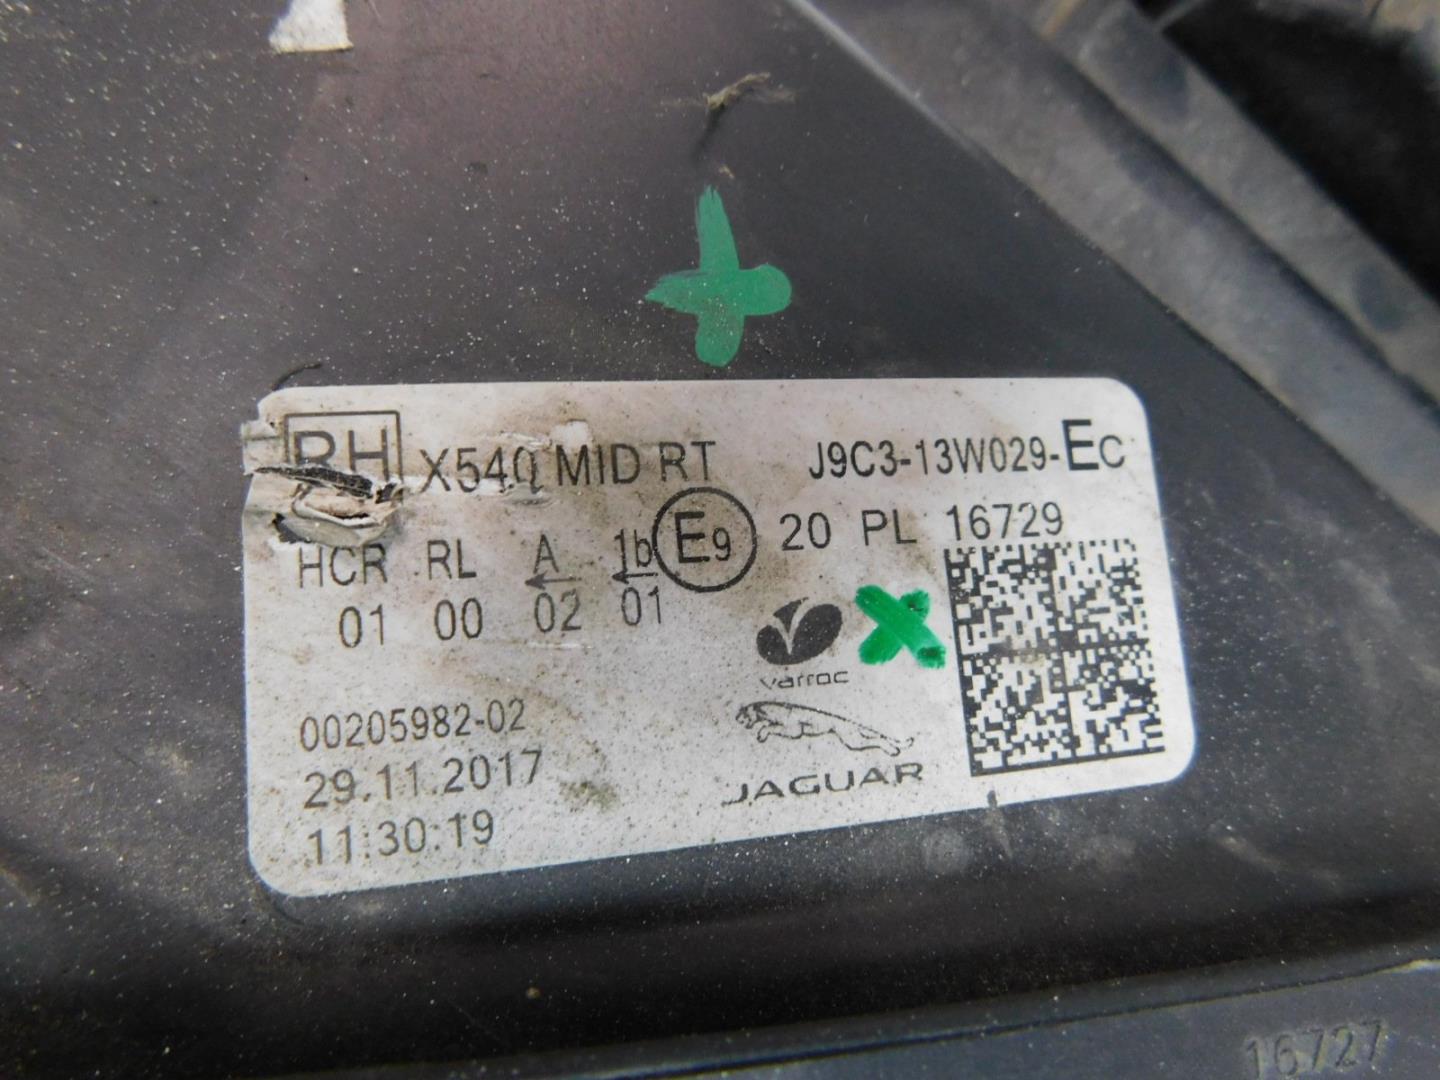 RH X540 MID RT J9C3-13W029-EC
HCR RL A 1b E9 20 PL 16729
01 00 02 01
varroc
00205982-02
29.11.2017
JAGUAR
11:30:19
16727